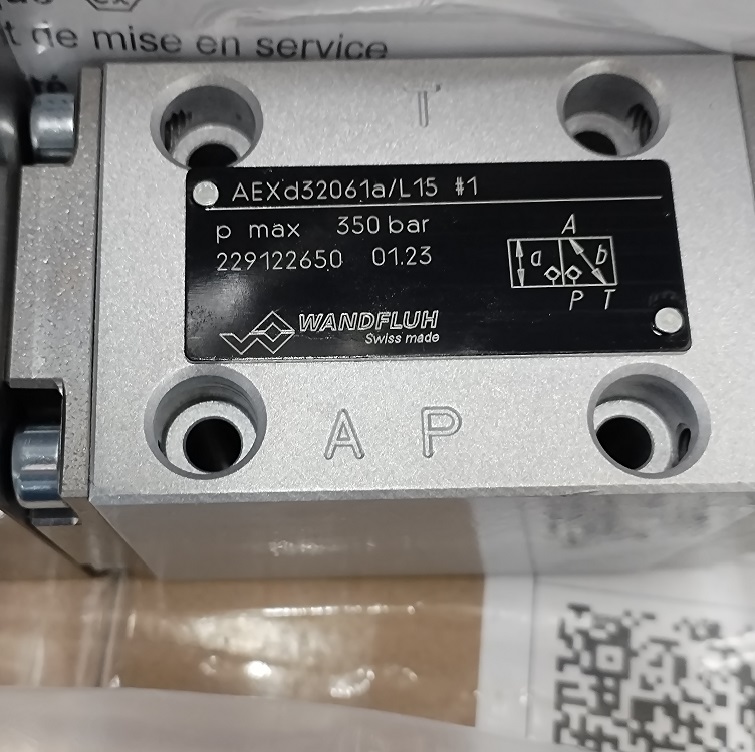 t de mise en service
T
AEXd32061a/L15 #1
p max 350 bar
229122650 01.23
A
a b
P T
WANDFLUH
Swiss made
A P